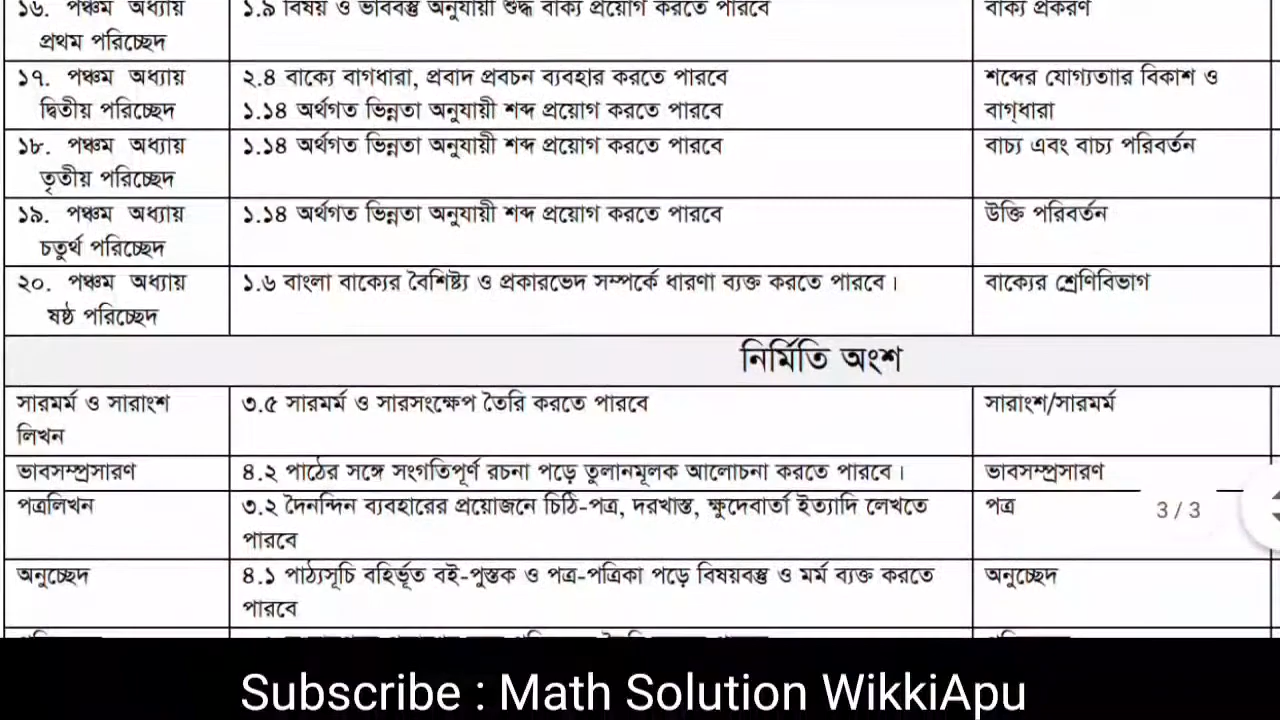 ১৬. পঞ্চম অধ্যায় ১.৯ বিষয় ও ভাববস্তু অনুযায়ী শুদ্ধ বাক্য প্রয়োগ করতে পারবে বাক্য প্রকরণ
প্রথম পরিচ্ছেদ
১৭. পঞ্চম অধ্যায় ২.৪ বাক্যে বাগধারা, প্রবাদ প্রবচন ব্যবহার করতে পারবে শব্দের যোগ্যতাার বিকাশ ও
দ্বিতীয় পরিচ্ছেদ ১.১৪ অর্থগত ভিন্নতা অনুযায়ী শব্দ প্রয়োগ করতে পারবে বাগ্ধারা
১৮. পঞ্চম অধ্যায় ১.১৪ অর্থগত ভিন্নতা অনুযায়ী শব্দ প্রয়োগ করতে পারবে বাচ্য এবং বাচ্য পরিবর্তন
তৃতীয় পরিচ্ছেদ
১৯. পঞ্চম অধ্যায় ১.১৪ অর্থগত ভিন্নতা অনুযায়ী শব্দ প্রয়োগ করতে পারবে উক্তি পরিবর্তন
চতুর্থ পরিচ্ছেদ
২০. পঞ্চম অধ্যায় ১.৬ বাংলা বাক্যের বৈশিষ্ট্য ও প্রকারভেদ সম্পর্কে ধারণা ব্যক্ত করতে পারবে। বাক্যের শ্রেণিবিভাগ
ষষ্ঠ পরিচ্ছেদ
নির্মিতি অংশ
সারমর্ম ও সারাংশ ৩.৫ সারমর্ম ও সারসংক্ষেপ তৈরি করতে পারবে সারাংশ/সারমর্ম
লিখন
ভাবসম্প্রসারণ ৪.২ পাঠের সঙ্গে সংগতিপূর্ণ রচনা পড়ে তুলানমূলক আলোচনা করতে পারবে। ভাবসম্প্রসারণ
পত্রলিখন ৩.২ দৈনন্দিন ব্যবহারের প্রয়োজনে চিঠি-পত্র, দরখাস্ত, ক্ষুদেবার্তা ইত্যাদি লেখতে পত্র 3 / 3
পারবে
অনুচ্ছেদ ৪.১ পাঠ্যসূচি বহির্ভূত বই-পুস্তক ও পত্র-পত্রিকা পড়ে বিষয়বস্তু ও মর্ম ব্যক্ত করতে অনুচ্ছেদ
পারবে
Subscribe : Math Solution WikkiApu